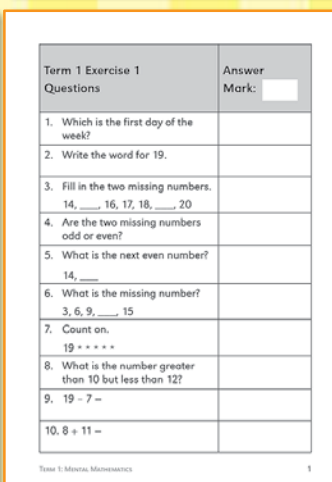 Term 1 Exercise 1
Questions
Answer
Mark:
1. Which is the first day of the
week?
2. Write the word for 19.
3. Fill in the two missing numbers.
14, ___, 16, 17, 18, ___, 20
4. Are the two missing numbers
odd or even?
5. What is the next even number?
14, ___
6. What is the missing number?
3, 6, 9, ___, 15
7. Count on.
19 • • • • •
8. What is the number greater
than 10 but less than 12?
9. 19 – 7 =
10. 8 + 11 =
Term 1: Mental Mathematics
1